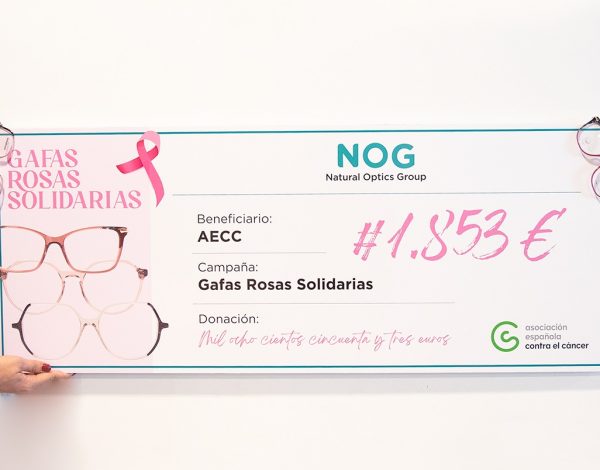 GAFAS
ROSAS
SOLIDARIAS
NOG
Natural Optics Group
Beneficiario:
AECC
#1.853 €
Campaña:
Gafas Rosas Solidarias
Donación:
Mil ocho cientos cincuenta y tres euros
asociación
española
contra el cáncer